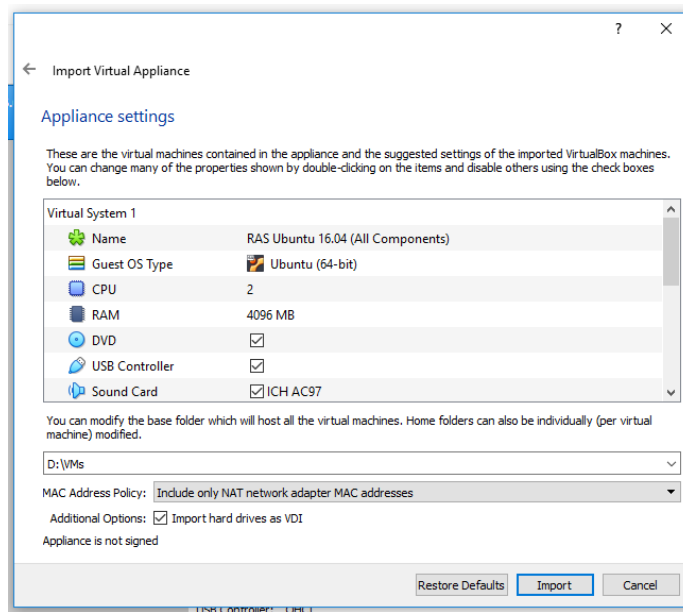 ?
Import Virtual Appliance
Appliance settings
These are the virtual machines contained in the appliance and the suggested settings of the imported VirtualBox machines.
You can change many of the properties shown by double-clicking on the items and disable others using the check boxes
below.
Virtual System 1
Name RAS Ubuntu 16.04 (All Components)
Guest OS Type Ubuntu (64-bit)
CPU 2
RAM 4096 MB
DVD
USB Controller
Sound Card ICH AC97
You can modify the base folder which will host all the virtual machines. Home folders can also be individually (per virtual
machine) modified.
D:\VMs
MAC Address Policy: Include only NAT network adapter MAC addresses
Additional Options: Import hard drives as VDI
Appliance is not signed
Restore Defaults Import Cancel
USB Controller: